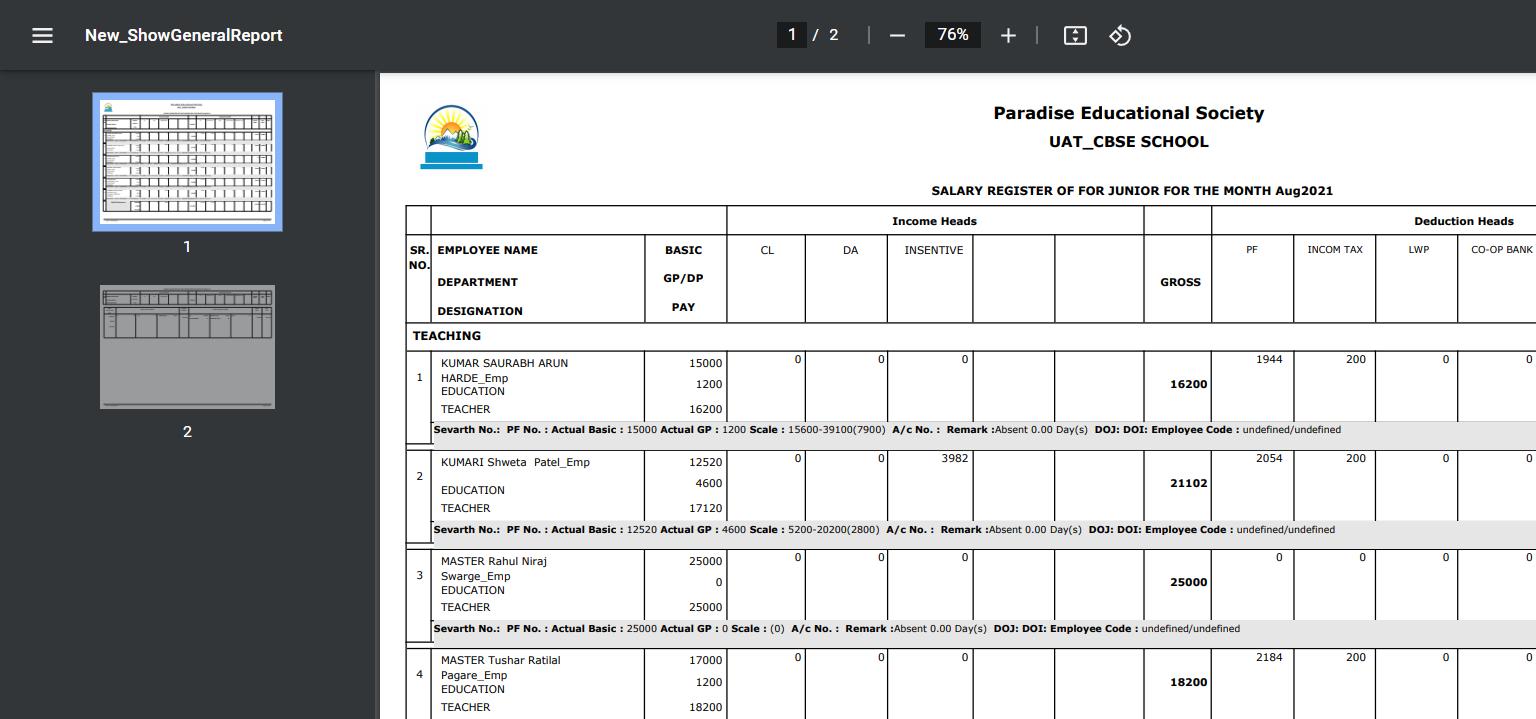 New_ShowGeneralReport
1 / 2
76%
1
2
Paradise Educational Society
UAT_CBSE SCHOOL
SALARY REGISTER OF FOR JUNIOR FOR THE MONTH Aug2021
Income Heads Deduction Heads
SR. EMPLOYEE NAME BASIC CL DA INSENTIVE PF INCOM TAX LWP CO-OP BANK
NO.
DEPARTMENT GP/DP GROSS
DESIGNATION PAY
TEACHING
KUMAR SAURABH ARUN 15000 0 0 0 1944 200 0 0
1 HARDE_Emp 1200 16200
EDUCATION
TEACHER 16200
Sevarth No.: PF No. : Actual Basic : 15000 Actual GP : 1200 Scale : 15600-39100(7900) A/c No. : Remark :Absent 0.00 Day(s) DOJ: DOI: Employee Code : undefined/undefined
KUMARI Shweta Patel_Emp 12520 0 0 3982 2054 200 0 0
2 4600 21102
EDUCATION
TEACHER 17120
Sevarth No.: PF No. : Actual Basic : 12520 Actual GP : 4600 Scale : 5200-20200(2800) A/c No. : Remark :Absent 0.00 Day(s) DOJ: DOI: Employee Code : undefined/undefined
MASTER Rahul Niraj 25000 0 0 0 0 0 0 0
3 Swarge_Emp 0 25000
EDUCATION
TEACHER 25000
Sevarth No.: PF No. : Actual Basic : 25000 Actual GP : 0 Scale : (0) A/c No. : Remark :Absent 0.00 Day(s) DOJ: DOI: Employee Code : undefined/undefined
MASTER Tushar Ratilal 17000 0 0 0 2184 200 0 0
4 Pagare_Emp 1200 18200
EDUCATION
TEACHER 18200